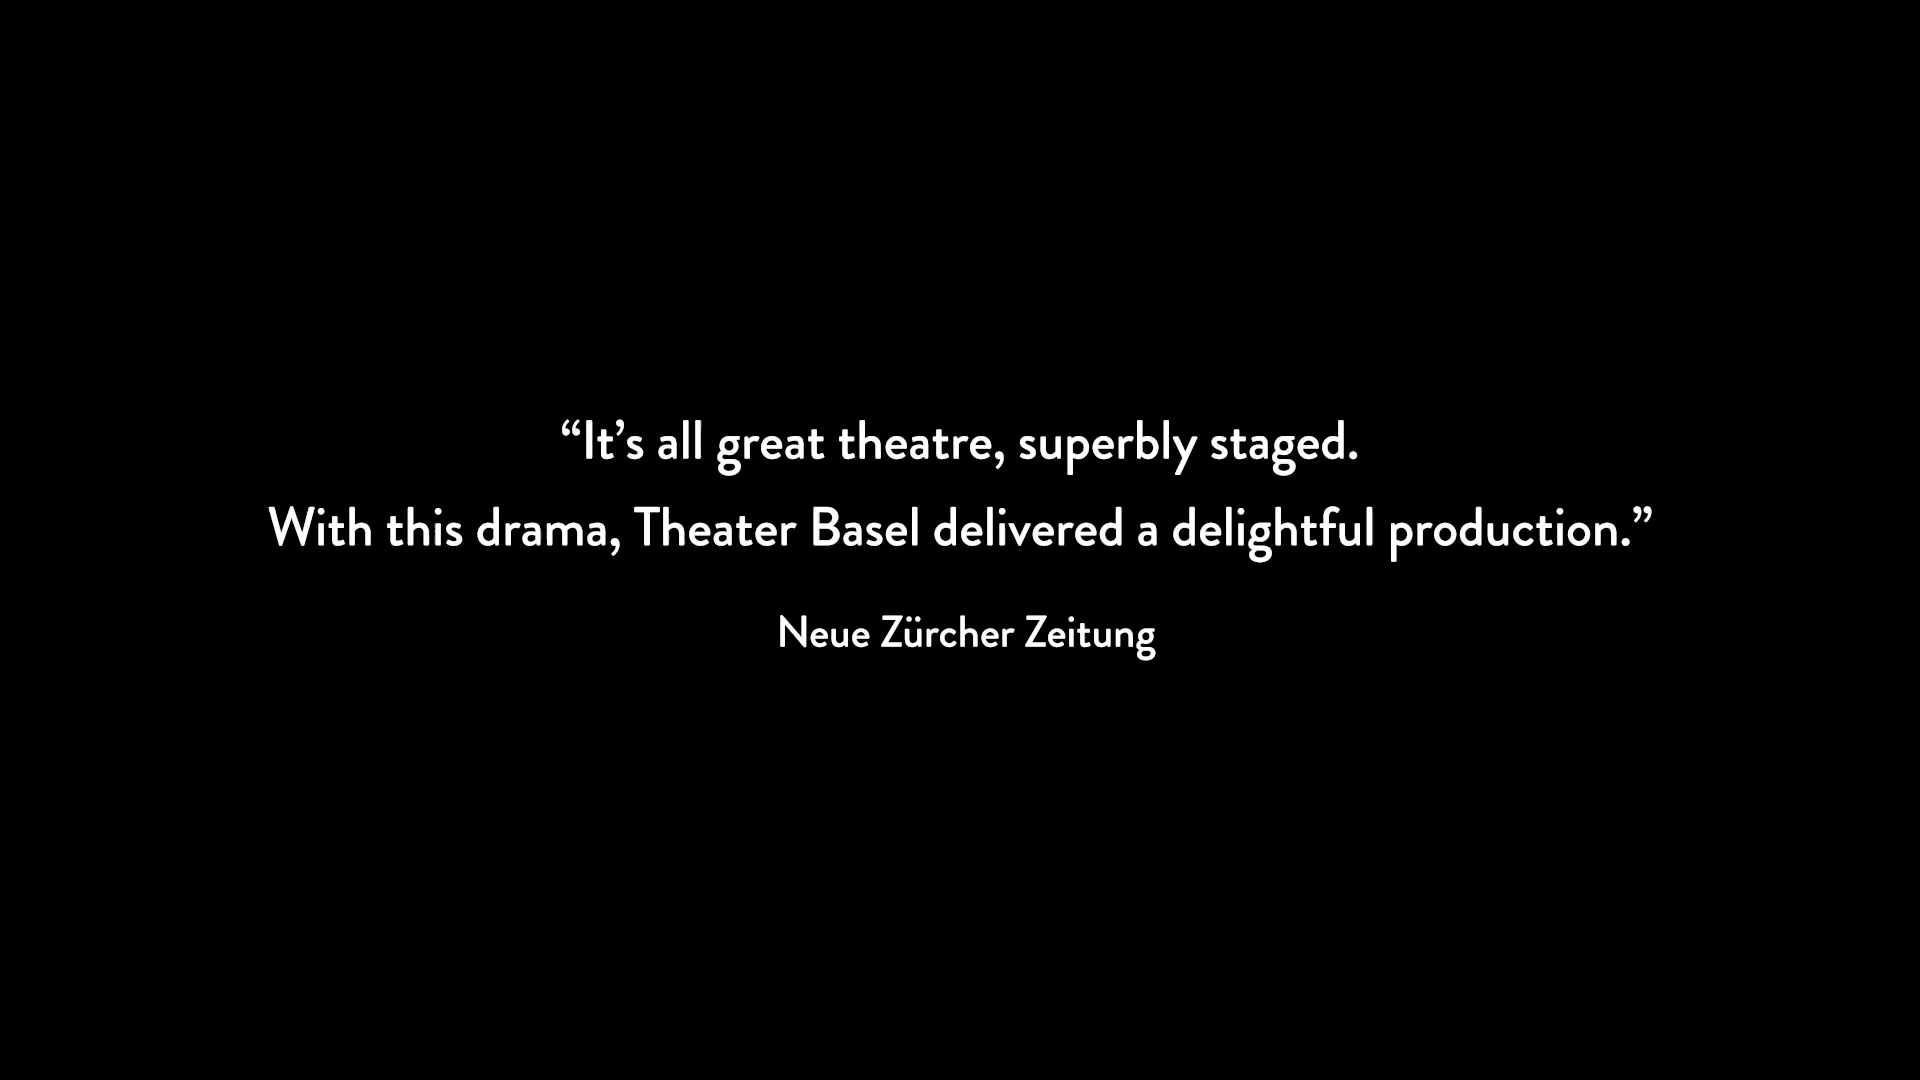 “It’s all great theatre, superbly staged.
With this drama, Theater Basel delivered a delightful production.”
Neue Zürcher Zeitung